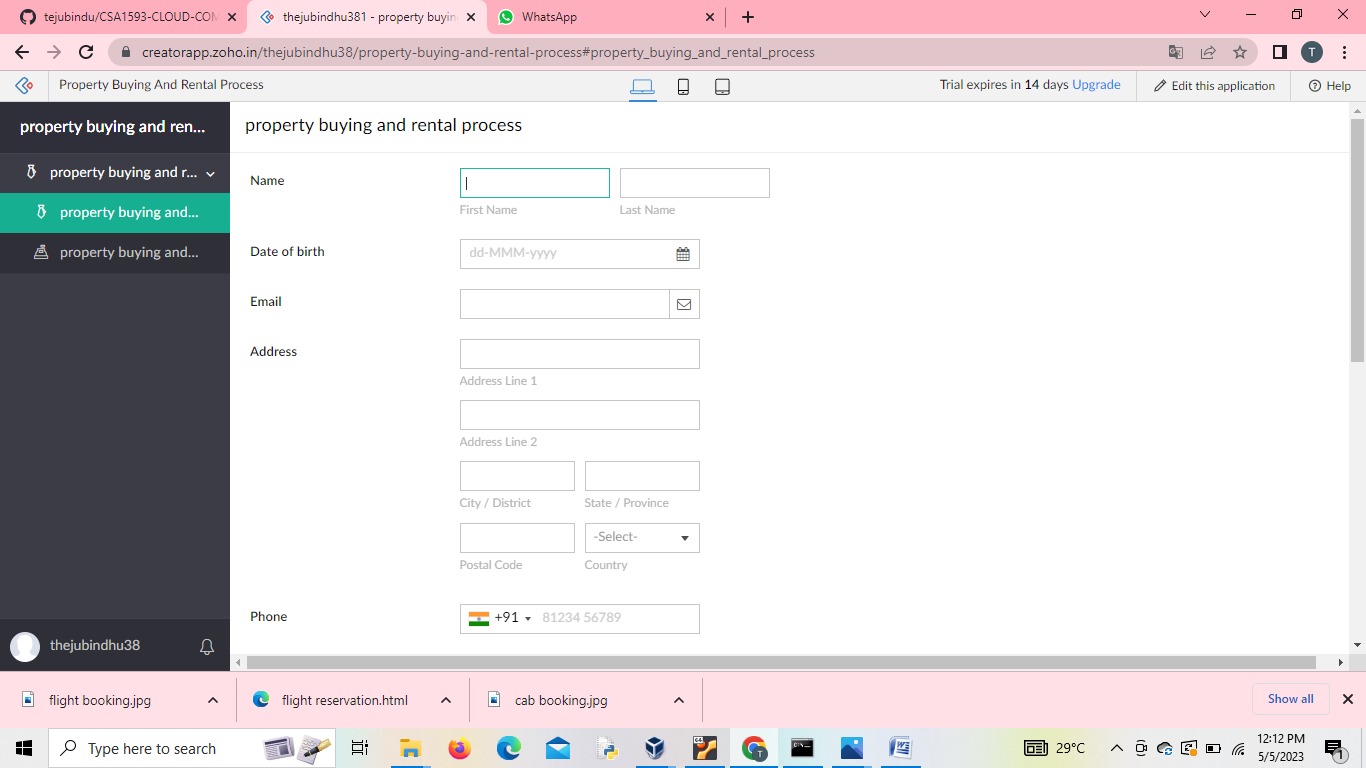 tejubindu/CSA1593-CLOUD-COM
thejubindhu381 - property buyin
WhatsApp
creatorapp.zoho.in/thejubindhu38/property-buying-and-rental-process#property_buying_and_rental_process
T
Property Buying And Rental Process
Trial expires in 14 days Upgrade
Edit this application
Help
property buying and ren...
property buying and r...
property buying and...
property buying and...
thejubindhu38
property buying and rental process
Name
First Name
Last Name
Date of birth
dd-MMM-yyyy
Email
Address
Address Line 1
Address Line 2
City / District
State / Province
-Select-
Postal Code
Country
Phone
+91
81234 56789
flight booking.jpg
flight reservation.html
cab booking.jpg
Show all
Type here to search
29°C
12:12 PM
5/5/2023
1